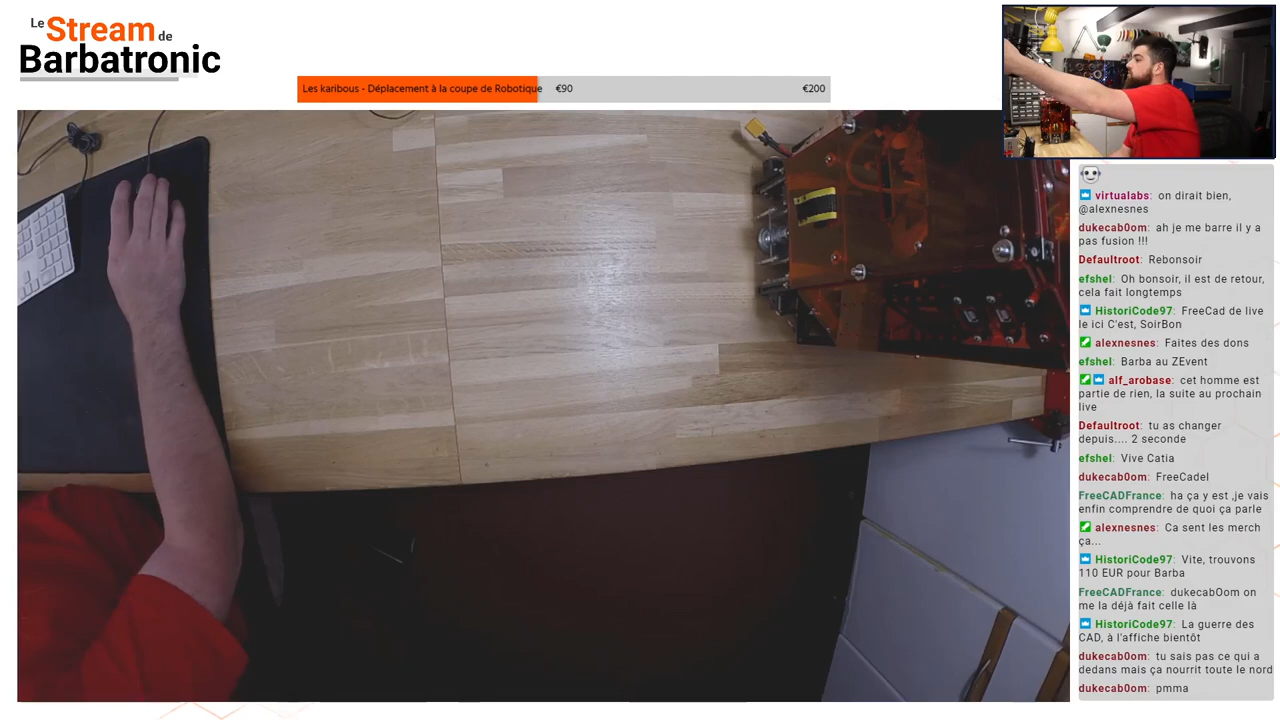 Le Stream de
Barbatronic
Les karibous - Déplacement à la coupe de Robotique €90 €200
virtualabs: on dirait bien,
@alexnesnes
dukecab0om: ah je me barre il y a
pas fusion !!!
Defaultroot: Rebonsoir
efshel: Oh bonsoir, il est de retour,
cela fait longtemps
HistoriCode97: FreeCad de live
le ici C'est, SoirBon
alexnesnes: Faites des dons
efshel: Barba au ZEvent
alf_arobase: cet homme est
partie de rien, la suite au prochain
live
Defaultroot: tu as changer
depuis.... 2 seconde
efshel: Vive Catia
dukecab0om: FreeCADel
FreeCADFrance: ha ça y est ,je vais
enfin comprendre de quoi ça parle
alexnesnes: Ca sent les merch
ça...
HistoriCode97: Vite, trouvons
110 EUR pour Barba
FreeCADFrance: dukecabOom on
me la déjà fait celle là
HistoriCode97: La guerre des
CAD, à l'affiche bientôt
dukecab0om: tu sais pas ce qui a
dedans mais ça nourrit toute le nord
dukecab0om: pmma